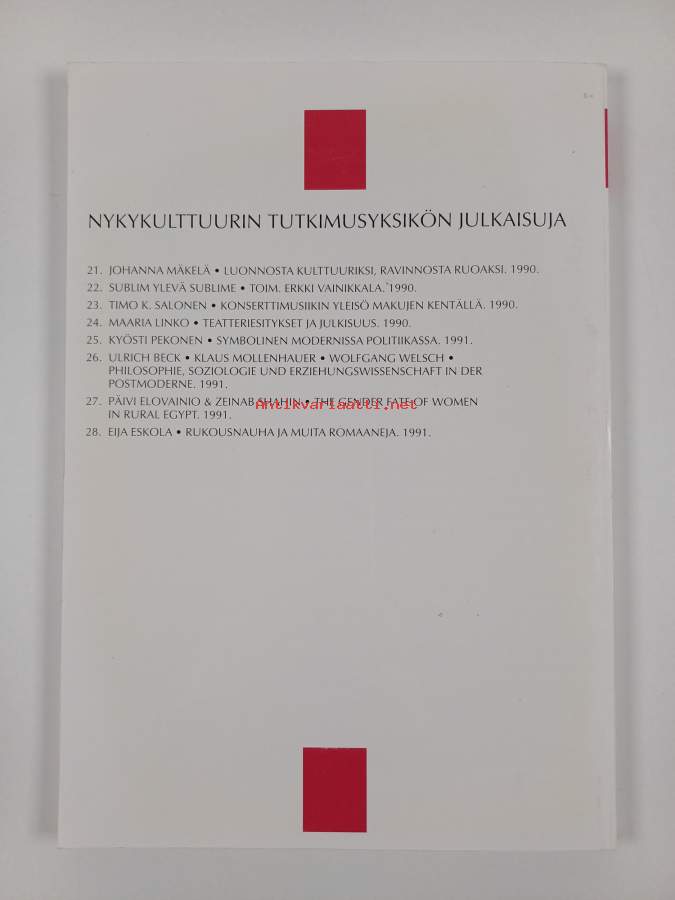 NYKYKULTTUURIN TUTKIMUSYKSIKÖN JULKAISUJA
21. JOHANNA MÄKELÄ • LUONNOSTA KULTTUURIKSI, RAVINNOSTA RUOAKSI. 1990.
22. SUBLIM YLEVÄ SUBLIME • TOIM. ERKKI VAINIKKALA. 1990.
23. TIMO K. SALONEN • KONSERTTIMUSIIKIN YLEISÖ MAKUJEN KENTÄLLÄ. 1990.
24. MAARIA LINKO • TEATTERIESITYKSET JA JULKISUUS. 1990.
25. KYÖSTI PEKONEN • SYMBOLINEN MODERNISSA POLITIIKASSA. 1991.
26. ULRICH BECK • KLAUS MOLLENHAUER • WOLFGANG WELSCH •
PHILOSOPHIE, SOZIOLOGIE UND ERZIEHUNGSWISSENSCHAFT IN DER
POSTMODERNE. 1991.
27. PÄIVI ELOVAINIO & ZEINAB SHAHIN • THE GENDER FATE OF WOMEN
Antikvariaatti.net
IN RURAL EGYPT. 1991.
28. EIJA ESKOLA • RUKOUSNAUHA JA MUITA ROMAANEJA. 1991.